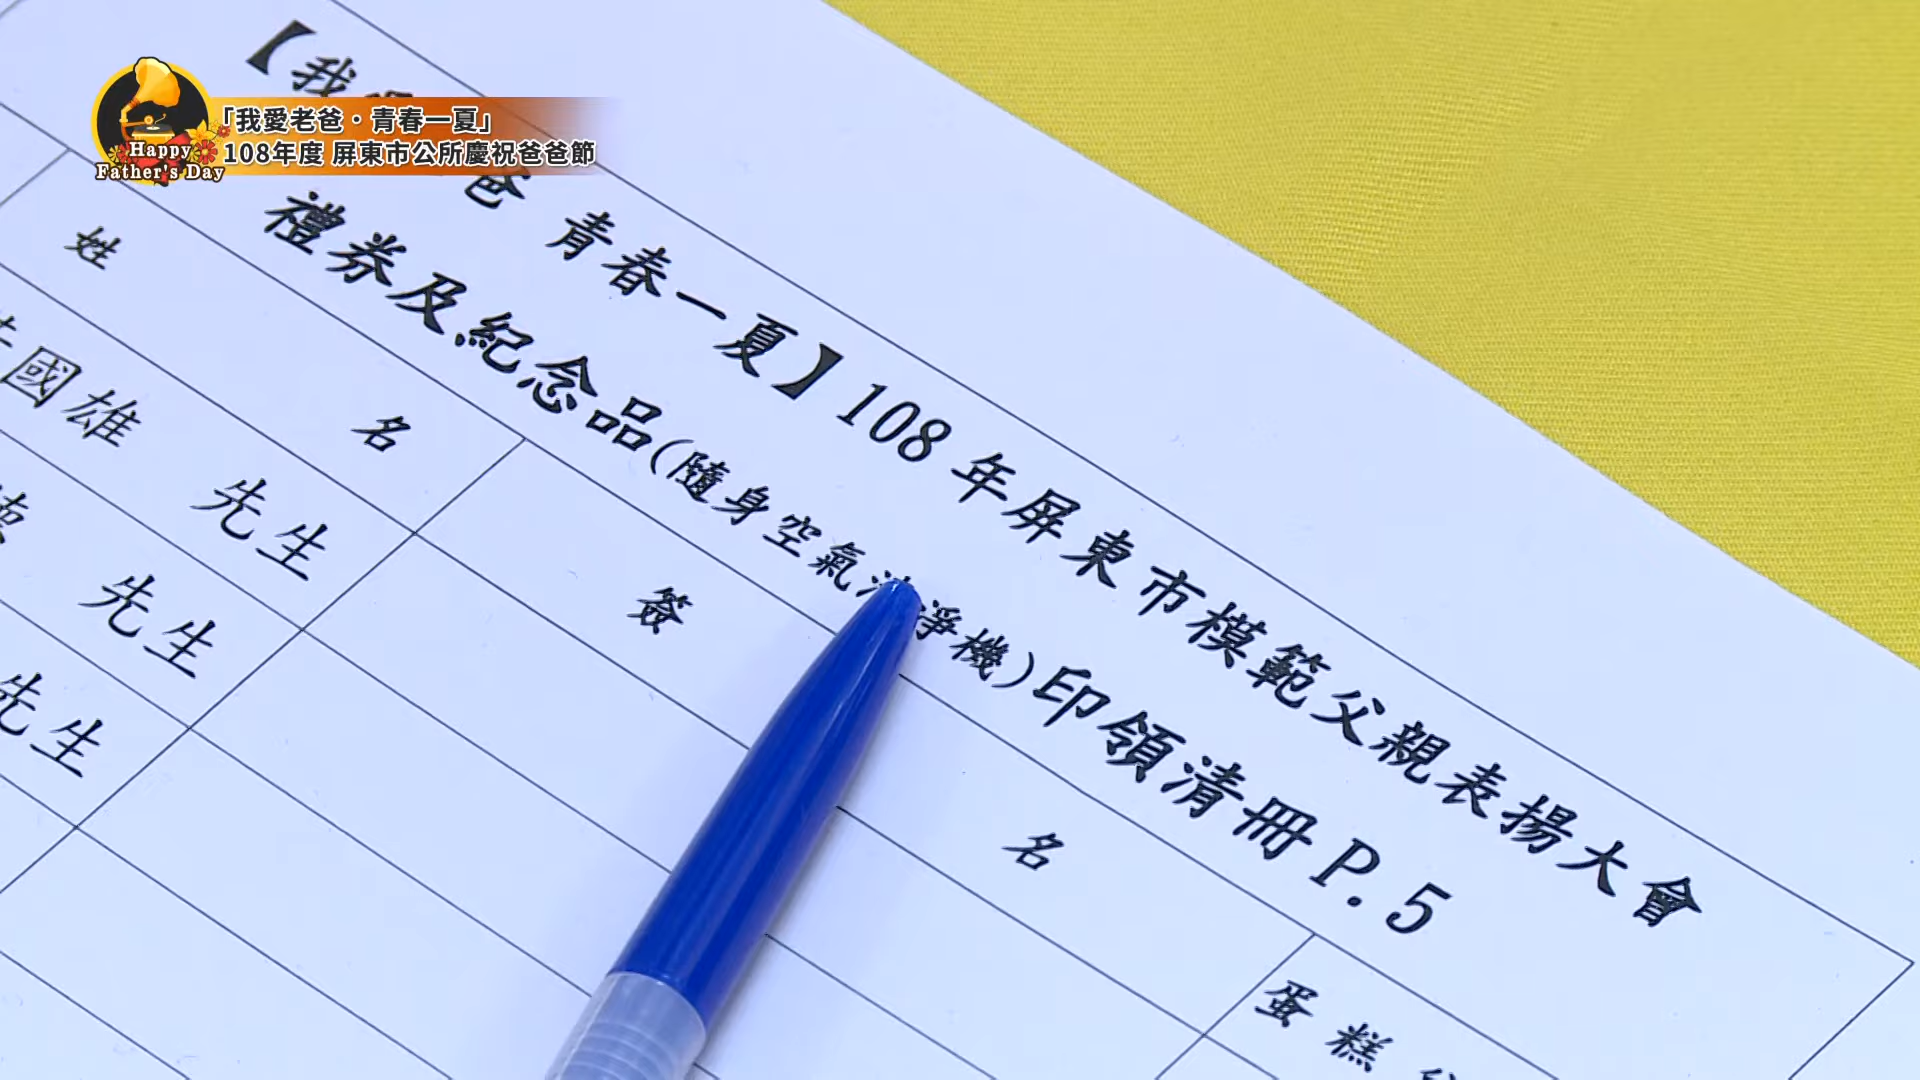 「我愛老爸·青春一夏」
108年度 屏東市公所慶祝爸爸節
Happy
Father's Day
【我 爸 青春一夏】108年屏東市模範父親表揚大會
禮券及紀念品(隨身空氣清淨機)印領清冊P.5
姓名 簽名 蛋糕
國雄 先生
先生
先生